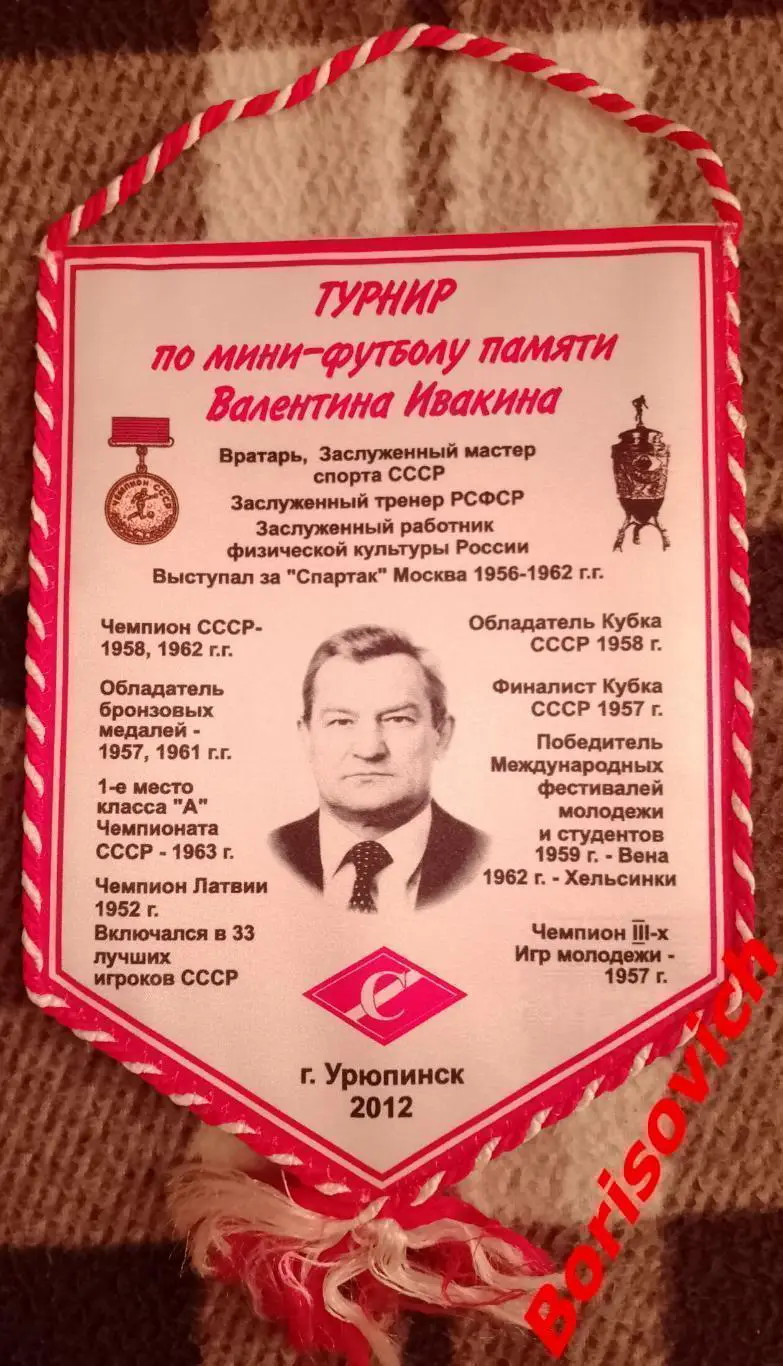 ТУРНИР
по мини-футболу памяти
Валентина Ивакина
Вратарь, Заслуженный мастер
спорта СССР
Заслуженный тренер РСФСР
Заслуженный работник
физической культуры России
Выступал за "Спартак" Москва 1956-1962 г.г.
ЧЕМПИОН СССР
Чемпион СССР-
1958, 1962 г.г.
Обладатель
бронзовых
медалей -
1957, 1961 г.г.
1-е место
класса "А"
Чемпионата
СССР - 1963 г.
Чемпион Латвии
1952 г.
Включался в 33
лучших
игроков СССР
Обладатель Кубка
СССР 1958 г.
Финалист Кубка
СССР 1957 г.
Победитель
Международных
фестивалей
молодежи
и студентов
1959 г. - Вена
1962 г. - Хельсинки
Чемпион III-х
Игр молодежи -
1957 г.
С
г. Урюпинск
2012
Borisovich